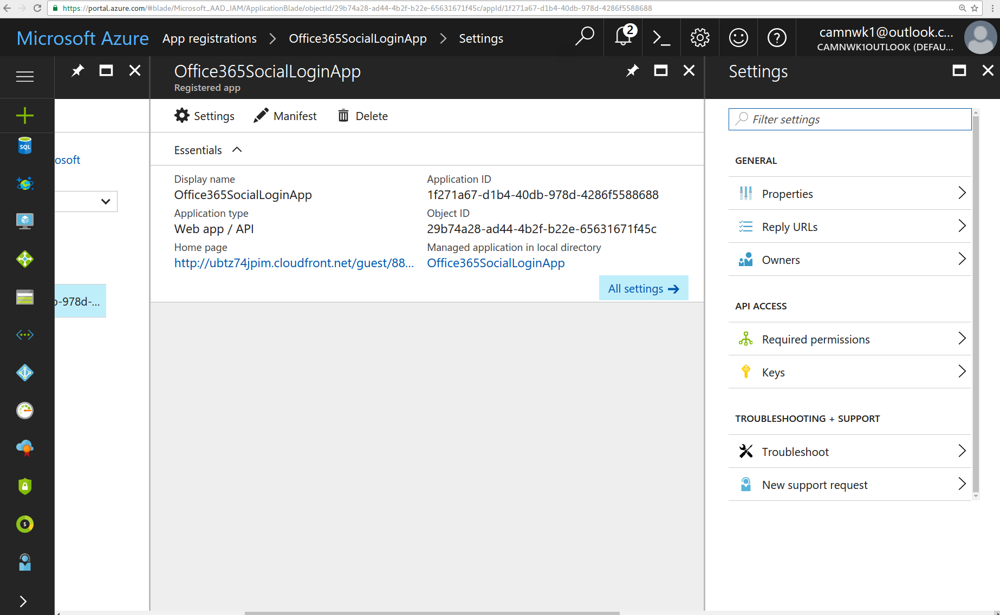 https://portal.azure.com/#blade/Microsoft_AAD_IAM/ApplicationBlade/objectId/29b74a28-ad44-4b2f-b22e-65631671f45c/appId/1f271a67-d1b4-40db-978d-4286f5588688
Microsoft Azure App registrations Office365SocialLoginApp Settings
2
camnwk1@outlook.c...
CAMNWK1OUTLOOK (DEFAU...
Office365SocialLoginApp
Registered app
Settings Manifest Delete
Essentials
Display name
Office365SocialLoginApp
Application type
Web app / API
Home page
http://ubtz74jpim.cloudfront.net/guest/88...
Application ID
1f271a67-d1b4-40db-978d-4286f5588688
Object ID
29b74a28-ad44-4b2f-b22e-65631671f45c
Managed application in local directory
Office365SocialLoginApp
All settings
SQL
osoft
-978d-...
$
Settings
Filter settings
GENERAL
Properties
Reply URLs
Owners
API ACCESS
Required permissions
Keys
TROUBLESHOOTING + SUPPORT
Troubleshoot
New support request